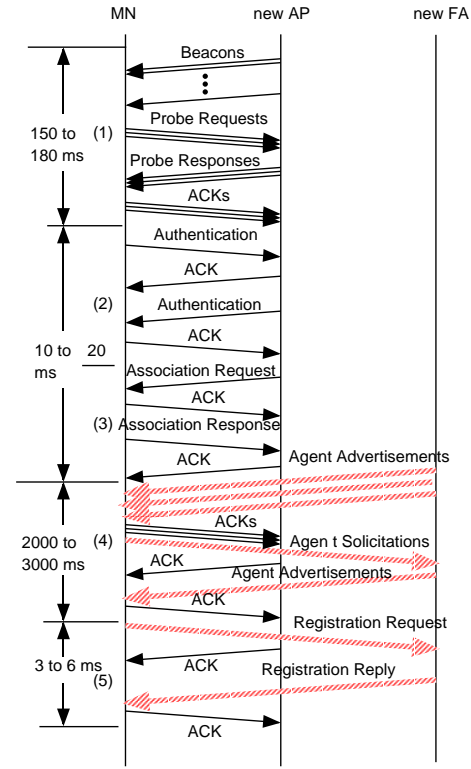 MN new AP new FA
Beacons
150 to
180 ms
(1)
Probe Requests
Probe Responses
ACKs
Authentication
ACK
(2)
Authentication
ACK
10 to 20
ms
Association Request
ACK
(3) Association Response
ACK
Agent Advertisements
ACKs
(4)
2000 to
3000 ms
Agen t Solicitations
ACK
Agent Advertisements
ACK
Registration Request
3 to 6 ms
ACK
(5)
Registration Reply
ACK